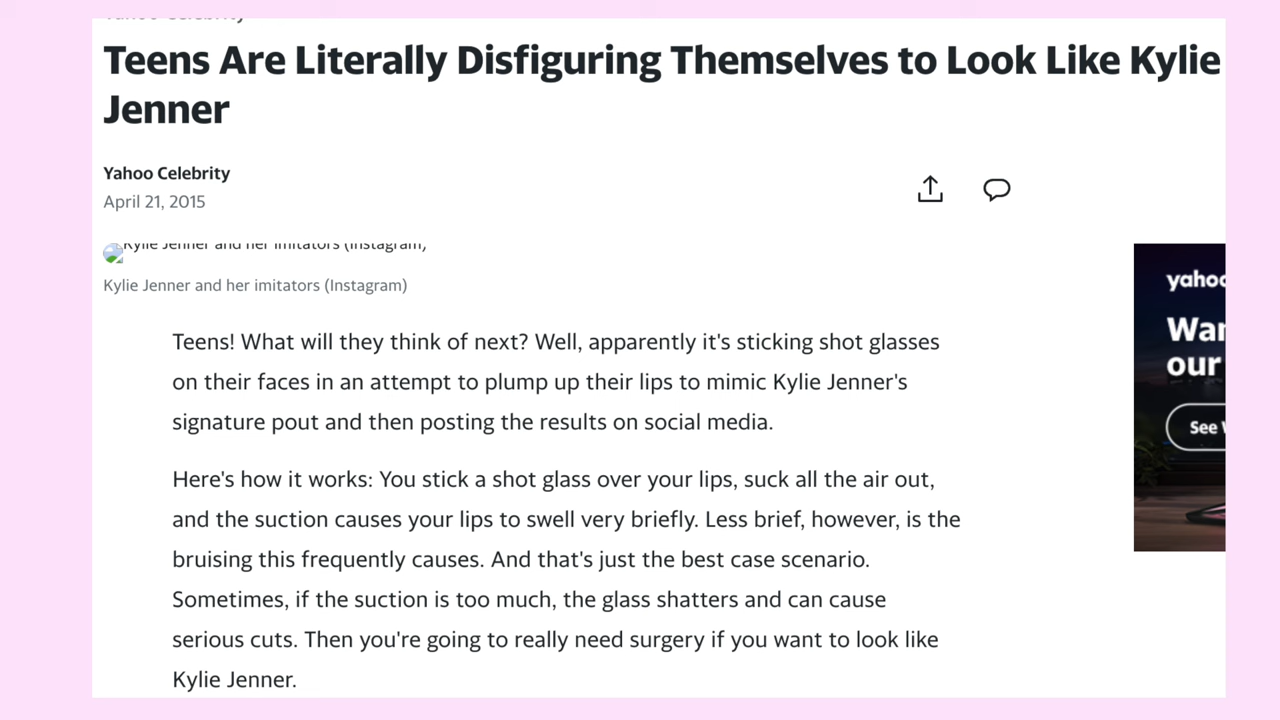 Teens Are Literally Disfiguring Themselves to Look Like Kylie
Jenner
Yahoo Celebrity
April 21, 2015
Kylie Jenner and her imitators (Instagram)
Kylie Jenner and her imitators (Instagram)
Teens! What will they think of next? Well, apparently it's sticking shot glasses
on their faces in an attempt to plump up their lips to mimic Kylie Jenner's
signature pout and then posting the results on social media.
Here's how it works: You stick a shot glass over your lips, suck all the air out,
and the suction causes your lips to swell very briefly. Less brief, however, is the
bruising this frequently causes. And that's just the best case scenario.
Sometimes, if the suction is too much, the glass shatters and can cause
serious cuts. Then you're going to really need surgery if you want to look like
Kylie Jenner.
yahoo
our
See